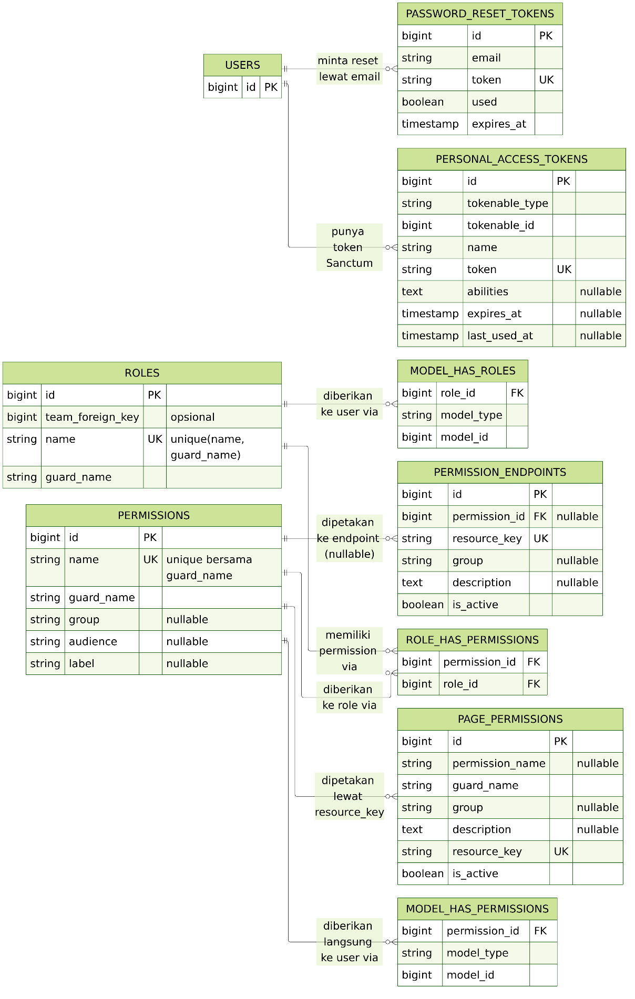 PASSWORD_RESET_TOKENS
bigint id PK
string email
string token UK
boolean used
timestamp expires_at
USERS
bigint id PK
minta reset
lewat email
PERSONAL_ACCESS_TOKENS
bigint id PK
string tokenable_type
bigint tokenable_id
string name
string token UK
text abilities nullable
timestamp expires_at nullable
timestamp last_used_at nullable
punya
token
Sanctum
ROLES
bigint id PK
bigint team_foreign_key opsional
string name UK unique(name,
guard_name)
string guard_name
diberikan
ke user via
MODEL_HAS_ROLES
bigint role_id FK
string model_type
bigint model_id
PERMISSIONS
bigint id PK
string name UK unique bersama
guard_name
string guard_name
string group nullable
string audience nullable
string label nullable
dipetakan
ke endpoint
(nullable)
PERMISSION_ENDPOINTS
bigint id PK
bigint permission_id FK nullable
string resource_key UK
string group nullable
text description nullable
boolean is_active
memiliki
permission
via
diberikan
ke role via
ROLE_HAS_PERMISSIONS
bigint permission_id FK
bigint role_id FK
dipetakan
lewat
resource_key
PAGE_PERMISSIONS
bigint id PK
string permission_name nullable
string guard_name
string group nullable
text description nullable
string resource_key UK
boolean is_active
diberikan
langsung
ke user via
MODEL_HAS_PERMISSIONS
bigint permission_id FK
string model_type
bigint model_id